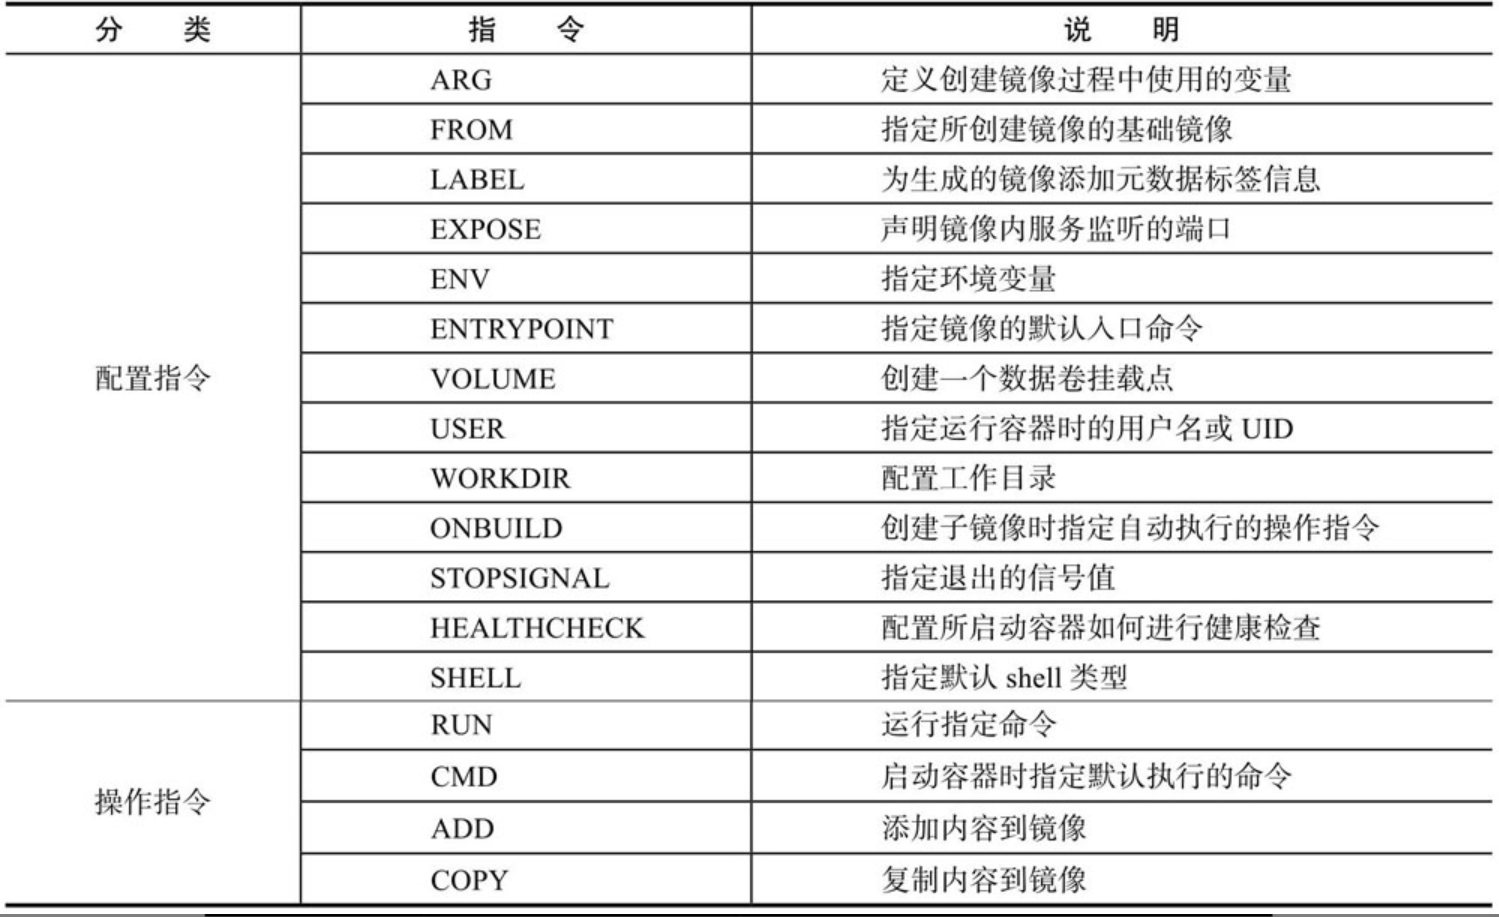 分 类 指 令 说 明
ARG 定义创建镜像过程中使用的变量
FROM 指定所创建镜像的基础镜像
LABEL 为生成的镜像添加元数据标签信息
EXPOSE 声明镜像内服务监听的端口
ENV 指定环境变量
ENTRYPOINT 指定镜像的默认入口命令
配置指令 VOLUME 创建一个数据卷挂载点
USER 指定运行容器时的用户名或 UID
WORKDIR 配置工作目录
ONBUILD 创建子镜像时指定自动执行的操作指令
STOPSIGNAL 指定退出的信号值
HEALTHCHECK 配置所启动容器如何进行健康检查
SHELL 指定默认 shell 类型
RUN 运行指定命令
CMD 启动容器时指定默认执行的命令
操作指令
ADD 添加内容到镜像
COPY 复制内容到镜像